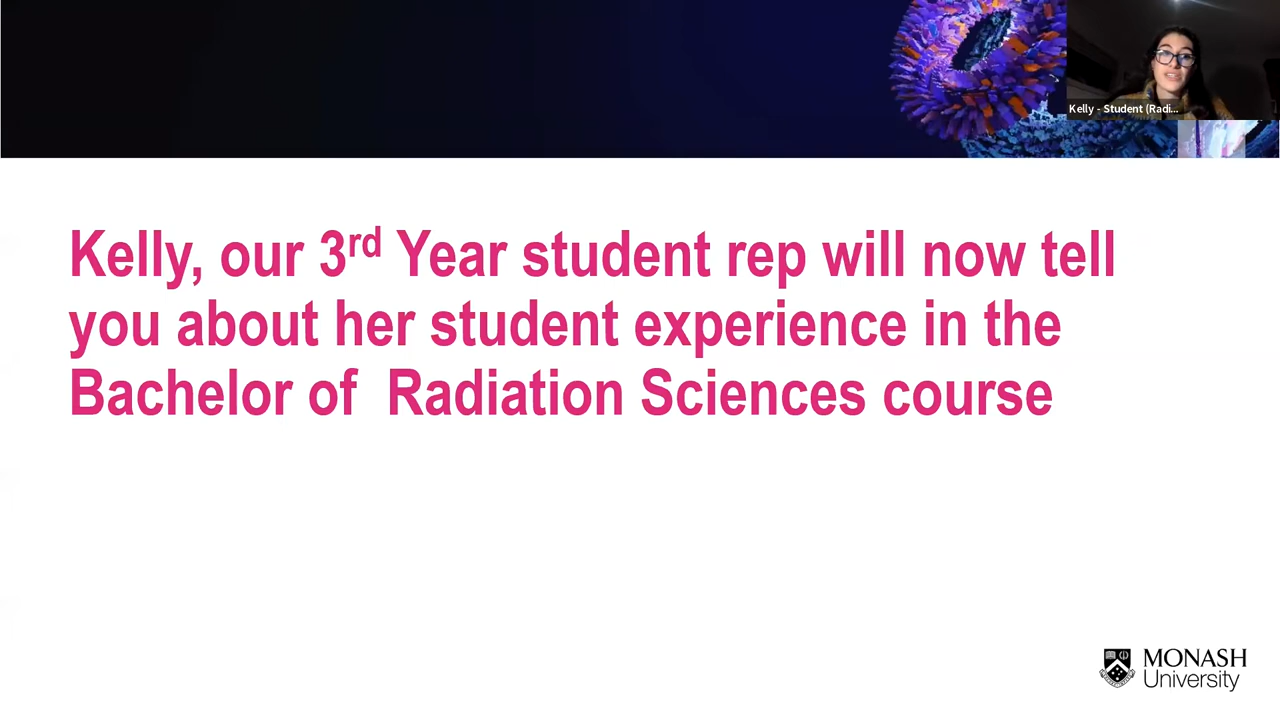 Kelly - Student (Radi...
Kelly, our 3rd Year student rep will now tell
you about her student experience in the
Bachelor of  Radiation Sciences course
MONASH
University